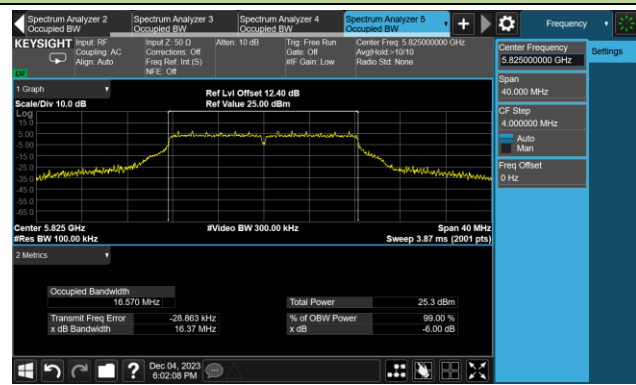 Spectrum Analyzer 2
Occupied BW
Spectrum Analyzer 3
Occupied BW
Spectrum Analyzer 4
Occupied BW
Spectrum Analyzer 5
Occupied BW
Frequency
KEYSIGHT
Input: RF
Coupling: AC
Align: Auto
Input Z: 50 Ω
Corrections: Off
Freq Ref: Int (S)
NFE: Off
Atten: 10 dB
Trig: Free Run
Gate: Off
#IF Gain: Low
Center Freq: 5.825000000 GHz
Avg|Hold:>10/10
Radio Std: None
LVI
Center Frequency
5.825000000 GHz
Settings
Span
40.000 MHz
CF Step
4.000000 MHz
Auto
Man
Freq Offset
0 Hz
1 Graph
Scale/Div 10.0 dB
Ref Lvl Offset 12.40 dB
Ref Value 25.00 dBm
Log
15.0
5.00
-5.00
-15.0
-25.0
-35.0
-45.0
-55.0
-65.0
Center 5.825 GHz
#Res BW 100.00 kHz
#Video BW 300.00 kHz
Span 40 MHz
Sweep 3.87 ms (2001 pts)
2 Metrics
Occupied Bandwidth
16.570 MHz
Total Power 25.3 dBm
Transmit Freq Error -28.863 kHz
% of OBW Power 99.00 %
x dB Bandwidth 16.37 MHz
x dB -6.00 dB
?
Dec 04, 2023
6:02:08 PM